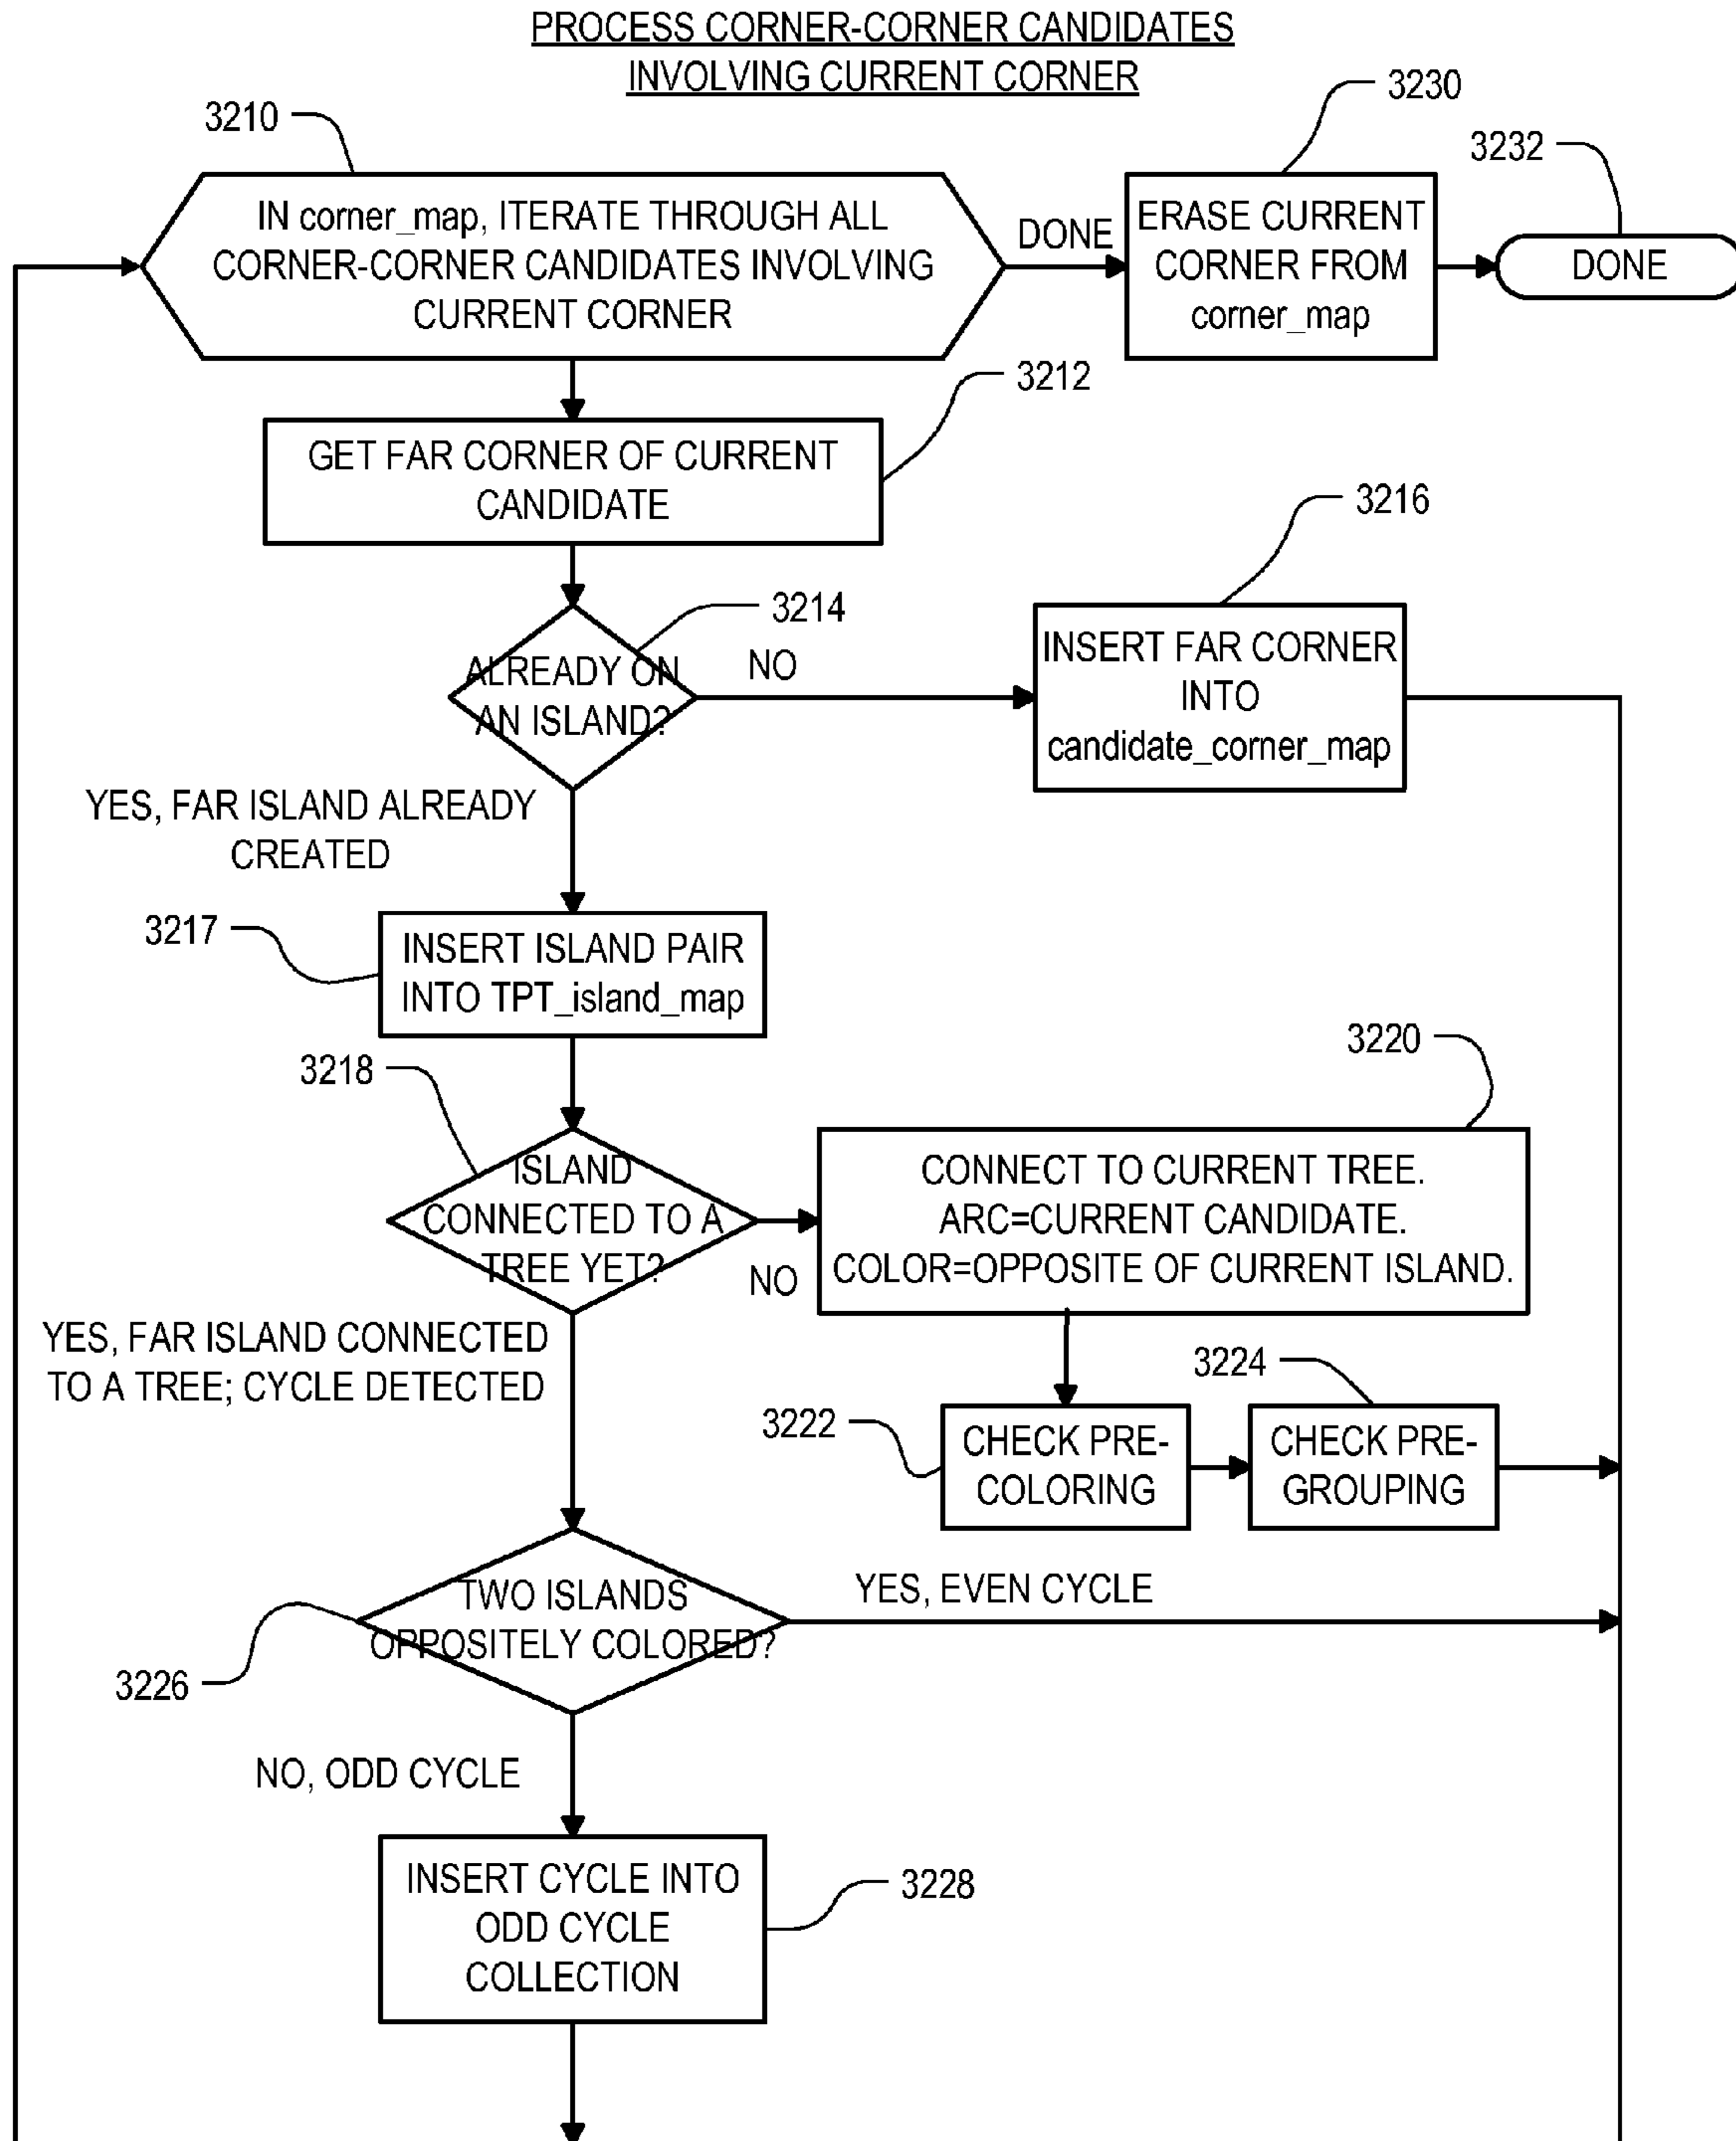 PROCESS CORNER-CORNER CANDIDATES
INVOLVING CURRENT CORNER
3210
3230
3232
IN corner_map, ITERATE THROUGH ALL
CORNER-CORNER CANDIDATES INVOLVING
CURRENT CORNER
DONE
ERASE CURRENT
CORNER FROM
corner_map
DONE
3212
GET FAR CORNER OF CURRENT
CANDIDATE
3216
3214
ALREADY ON
AN ISLAND?
NO
INSERT FAR CORNER
INTO
candidate_corner_map
YES, FAR ISLAND ALREADY
CREATED
3217
INSERT ISLAND PAIR
INTO TPT_island_map
3218
3220
ISLAND
CONNECTED TO A
TREE YET?
NO
CONNECT TO CURRENT TREE.
ARC=CURRENT CANDIDATE.
COLOR=OPPOSITE OF CURRENT ISLAND.
YES, FAR ISLAND CONNECTED
TO A TREE; CYCLE DETECTED
3224
3222
CHECK PRE-
COLORING
CHECK PRE-
GROUPING
TWO ISLANDS
OPPOSITELY COLORED?
YES, EVEN CYCLE
3226
NO, ODD CYCLE
INSERT CYCLE INTO
ODD CYCLE
COLLECTION
3228